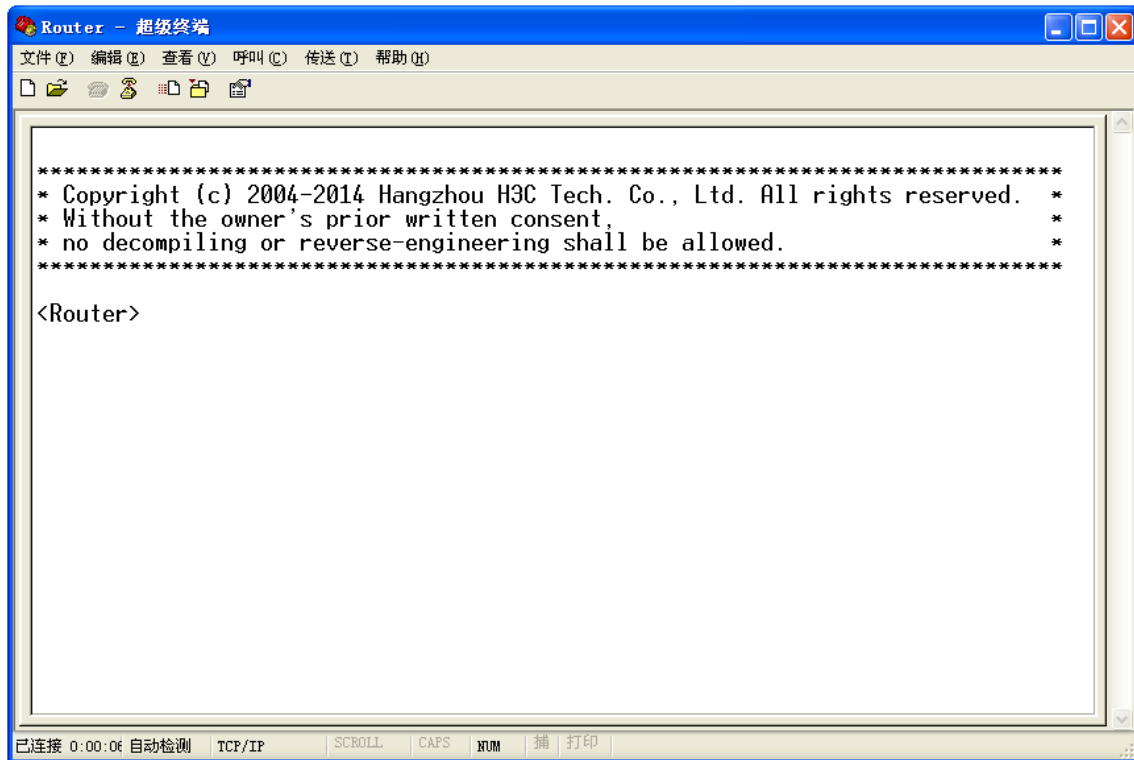 Router - 超级终端
文件(F) 编辑(E) 查看(V) 呼叫(C) 传送(T) 帮助(H)
******************************************************************************
* Copyright (c) 2004-2014 Hangzhou H3C Tech. Co., Ltd. All rights reserved.  *
* Without the owner's prior written consent,                                 *
* no decompiling or reverse-engineering shall be allowed.                    *
******************************************************************************
<Router>
已连接 0:00:06 自动检测 TCP/IP SCROLL CAPS NUM 捕 打印